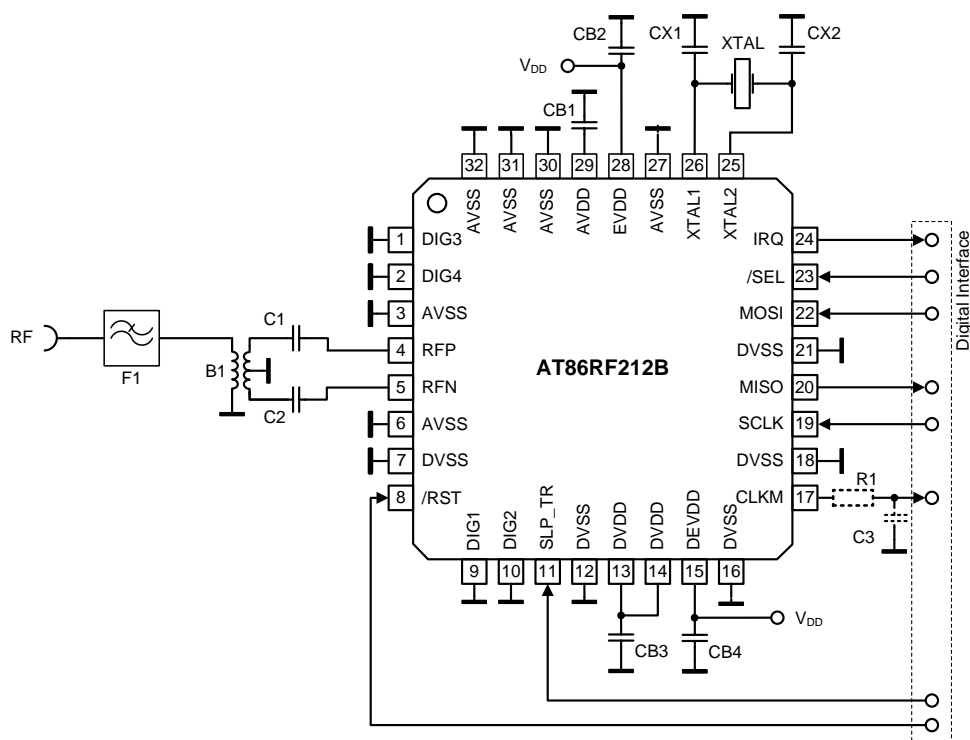 CB2
CX1
XTAL
CX2
VDD
CB1
32 31 30 29 28 27 26 25
AVSS AVSS AVSS AVDD EVDD AVSS XTAL1 XTAL2
1 DIG3
2 DIG4
3 AVSS
4 RFP
5 RFN
6 AVSS
7 DVSS
8 /RST
IRQ 24
/SEL 23
MOSI 22
DVSS 21
MISO 20
SCLK 19
DVSS 18
CLKM 17
AT86RF212B
RF
F1
B1
C1
C2
R1
C3
Digital Interface
DIG1 DIG2 SLP_TR DVSS DVDD DVDD DEVDD DVSS
9 10 11 12 13 14 15 16
CB3
CB4
VDD